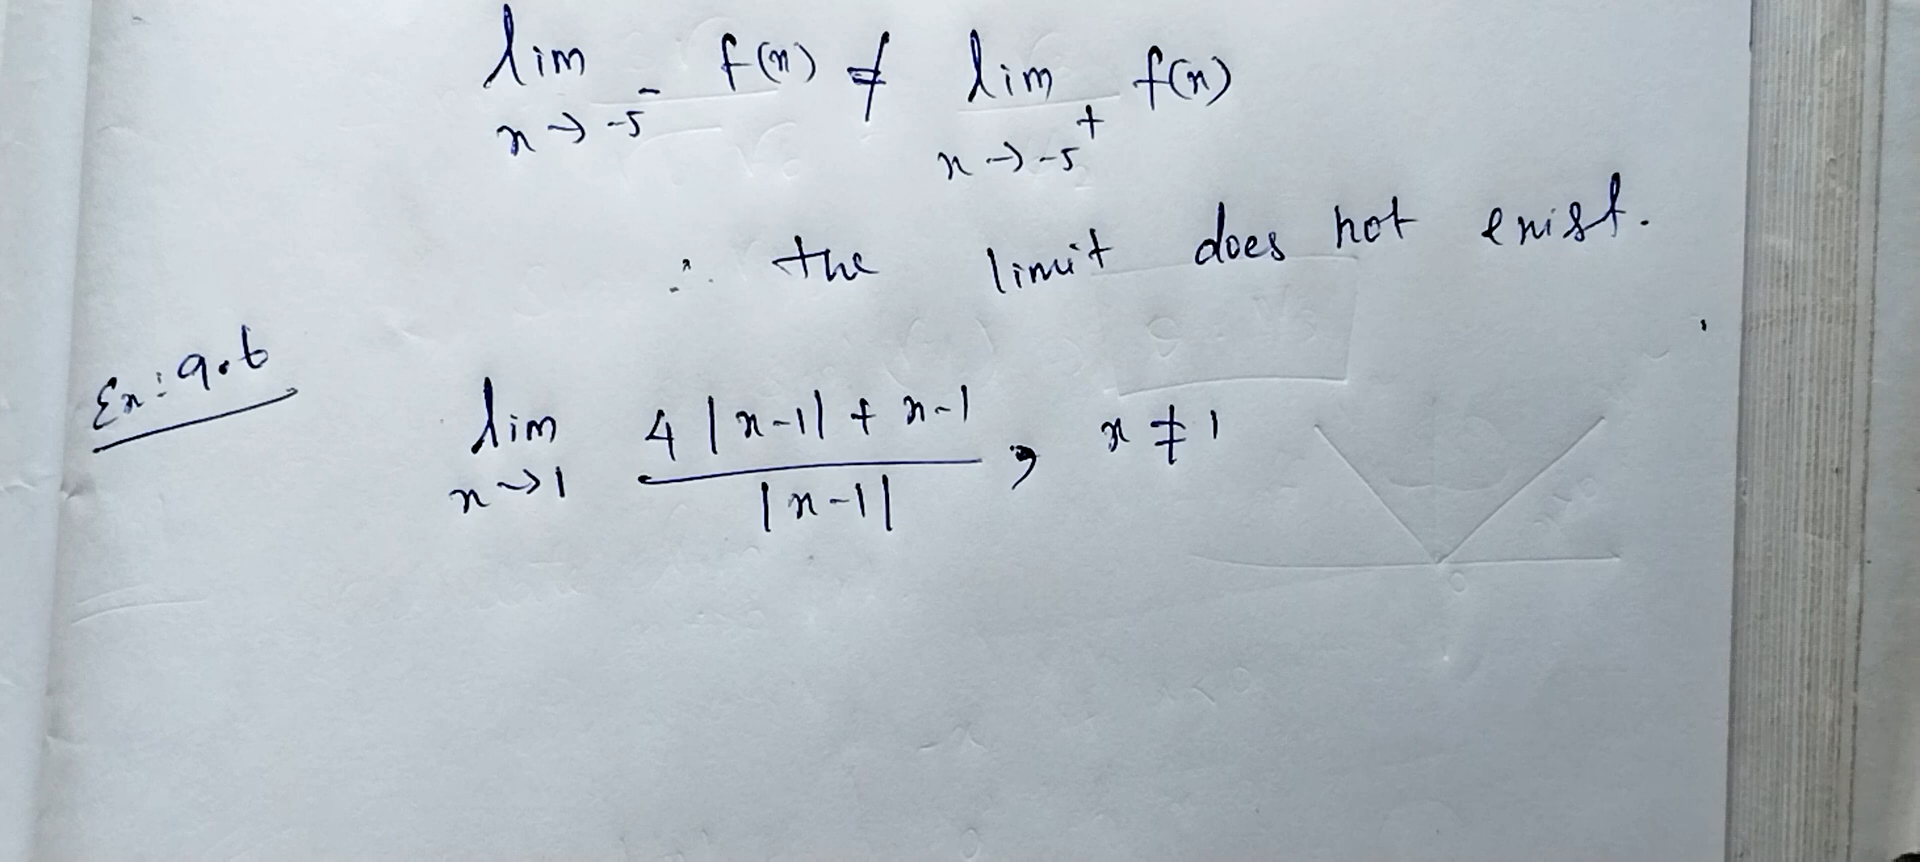 lim x→-5⁻ f(x) ≠ lim x→-5⁺ f(x)
∴ the limit does not exist.
Ex: 9.6
lim x→1 4|x-1| + x-1 / |x-1| , x ≠ 1